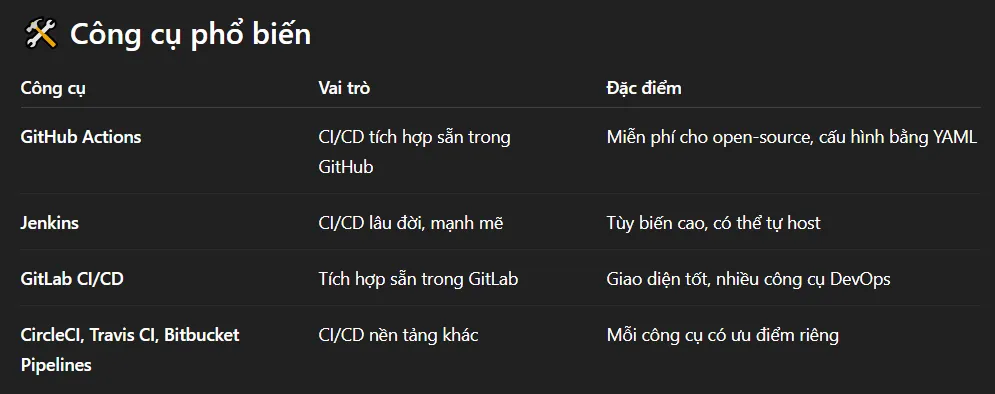 🛠 Công cụ phổ biến
Công cụ Vai trò Đặc điểm
GitHub Actions CI/CD tích hợp sẵn trong Miễn phí cho open-source, cấu hình bằng YAML
GitHub
Jenkins CI/CD lâu đời, mạnh mẽ Tùy biến cao, có thể tự host
GitLab CI/CD Tích hợp sẵn trong GitLab Giao diện tốt, nhiều công cụ DevOps
CircleCI, Travis CI, Bitbucket CI/CD nền tảng khác Mỗi công cụ có ưu điểm riêng
Pipelines